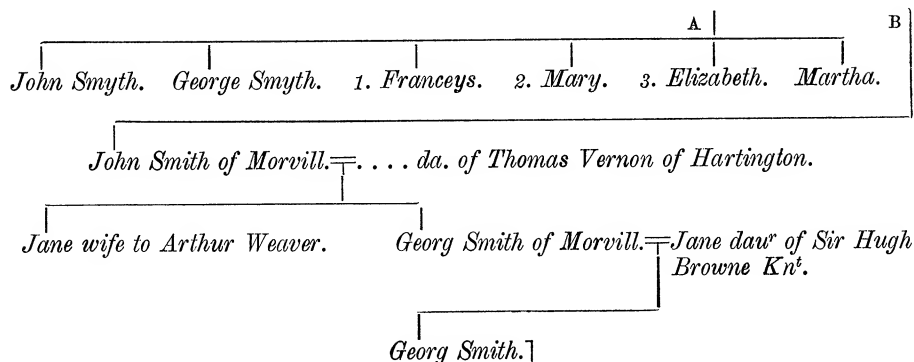 A B
John Smyth. George Smyth. 1. Franceys. 2. Mary. 3. Elizabeth. Martha.
John Smith of Morvill.=. . . . da. of Thomas Vernon of Hartington.
Jane wife to Arthur Weaver. Georg Smith of Morvill.=Jane dauʳ of Sir Hugh
Browne Knᵗ.
Georg Smith.]